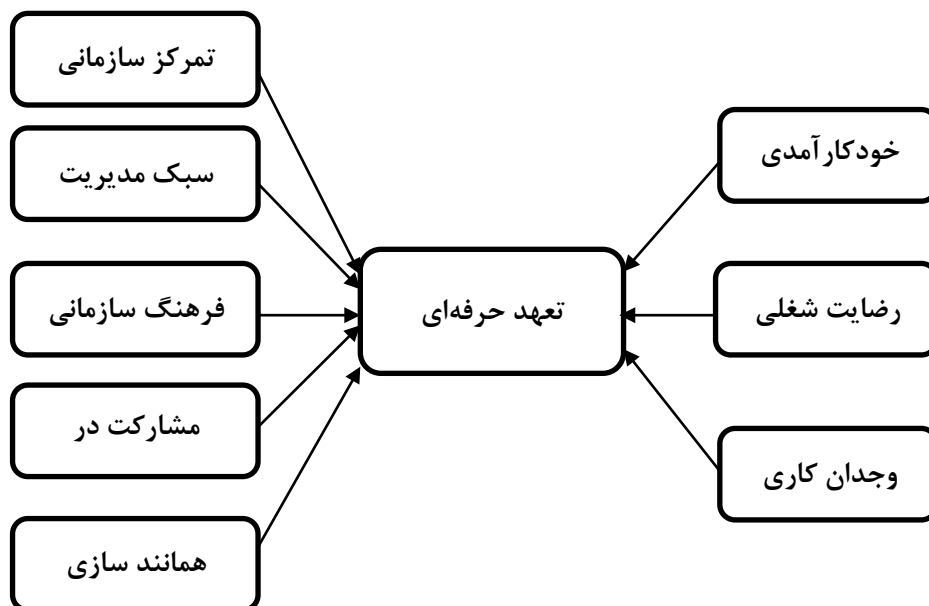 تمرکز سازمانی
سبک مدیریت
فرهنگ سازمانی
مشارکت در
همانند سازی
تعهد حرفه‌ای
خودکارآمدی
رضایت شغلی
وجدان کاری